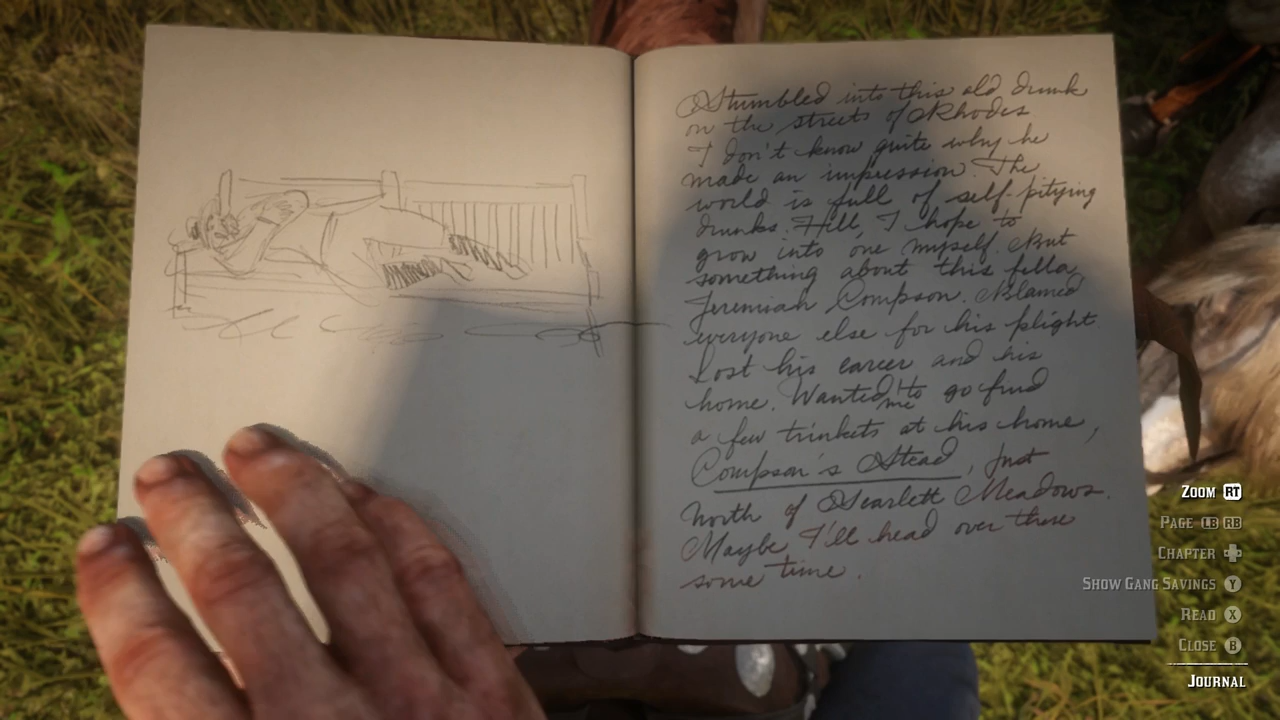 Stumbled into this old drunk
on the streets of Rhodes
I don't know quite why he
made an impression. The
world is full of self-pitying
drunks. Hell, I hope to
grow into one myself. But
something about this fella,
Jeremiah Compson. Blamed
everyone else for his plight.
Lost his career and his
home. Wanted me to go find
a few trinkets at his home,
Compson's Stead, just
north of Scarlett Meadows.
Maybe I'll head over there
some time.
ZOOM RT
PAGE LB RB
CHAPTER
SHOW GANG SAVINGS Y
READ X
CLOSE B
JOURNAL